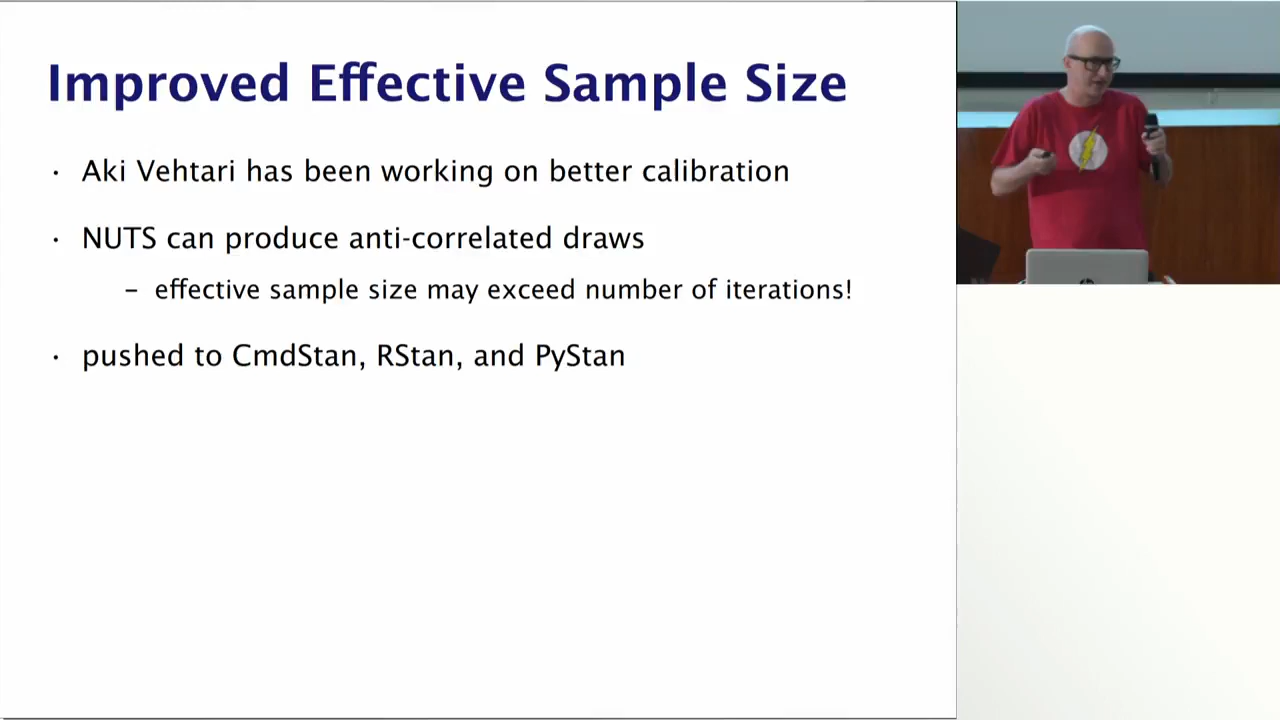 Improved Effective Sample Size
· Aki Vehtari has been working on better calibration
· NUTS can produce anti-correlated draws
– effective sample size may exceed number of iterations!
· pushed to CmdStan, RStan, and PyStan